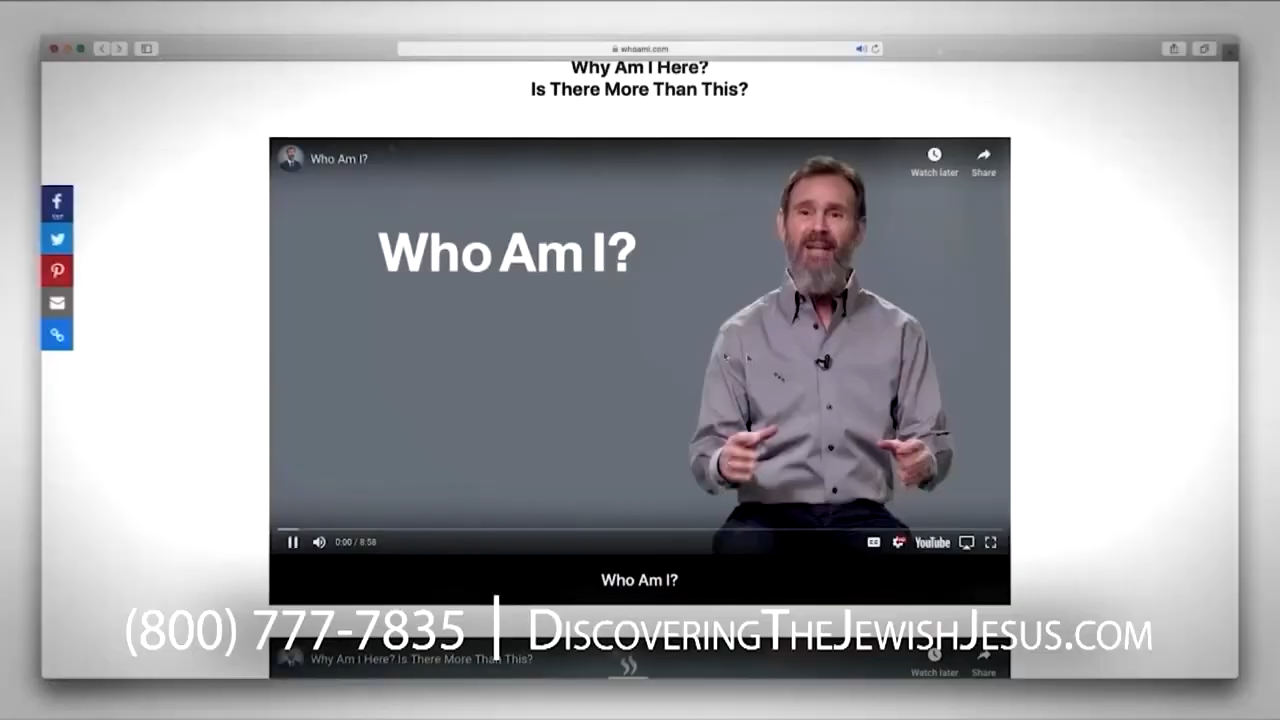 whoami.com
Why Am I Here?
Is There More Than This?
Who Am I?
Watch later
Share
Who Am I?
0:00 / 8:58
CC
YouTube
Who Am I?
(800) 777-7835 | DISCOVERINGTHEJEWISHJESUS.COM
Why Am I Here? Is There More Than This?
Watch later
Share